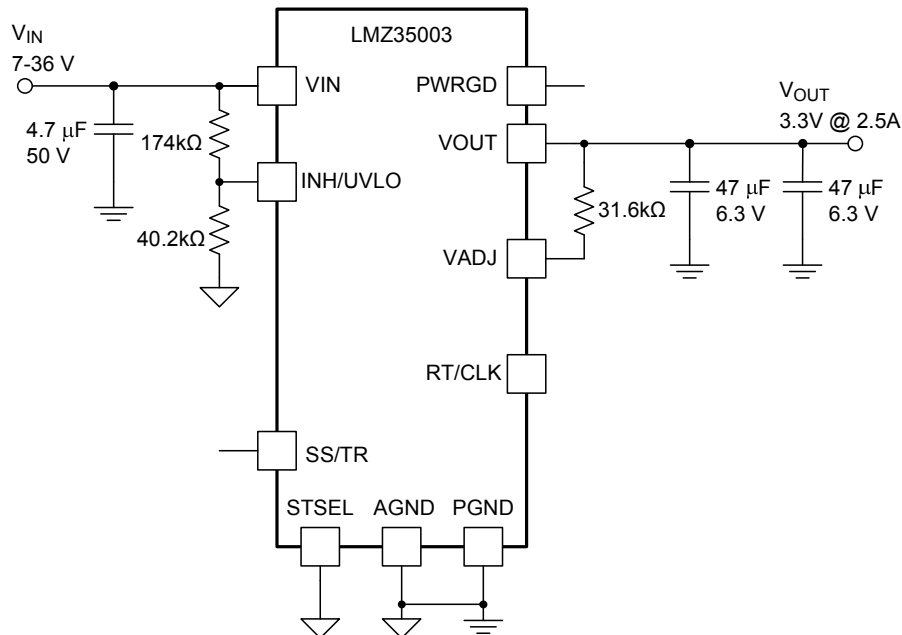 LMZ35003
VIN
7-36 V
VIN
PWRGD
VOUT
3.3V @ 2.5A
4.7 μF
50 V
174kΩ
VOUT
INH/UVLO
47 μF
6.3 V
47 μF
6.3 V
31.6kΩ
40.2kΩ
VADJ
RT/CLK
SS/TR
STSEL
AGND
PGND